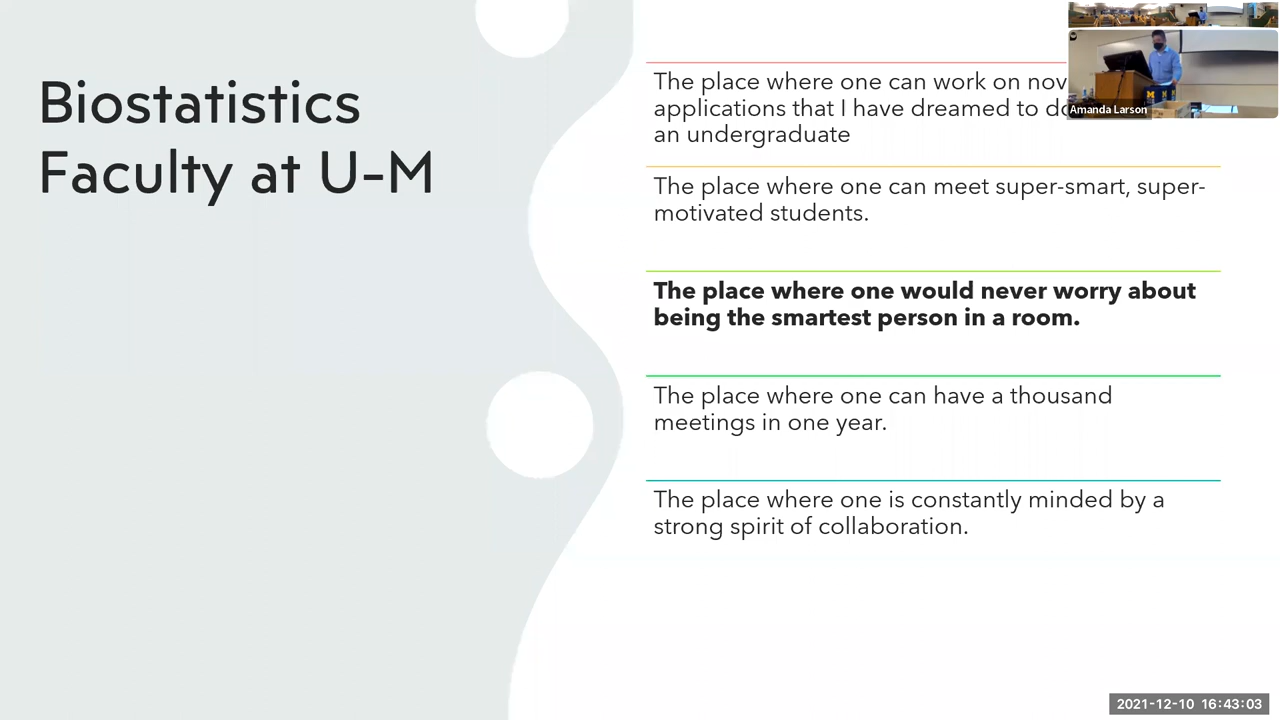 Biostatistics
Faculty at U-M
The place where one can work on
applications that I have dreamed to
an undergraduate
The place where one can meet super-smart, super-
motivated students.
The place where one would never worry about
being the smartest person in a room.
The place where one can have a thousand
meetings in one year.
The place where one is constantly minded by a
strong spirit of collaboration.
Amanda Larson
2021-12-10 16:43:03